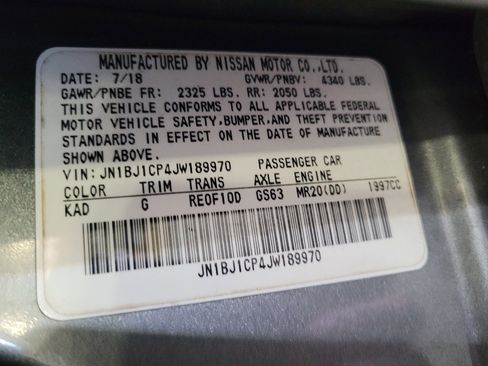 MANUFACTURED BY NISSAN MOTOR CO.,LTD.
DATE: 7/18 GVWR/PNBV: 4340 LBS.
GAWR/PNBE FR: 2325 LBS. RR: 2050 LBS.
THIS VEHICLE CONFORMS TO ALL APPLICABLE FEDERAL
MOTOR VEHICLE SAFETY,BUMPER,AND THEFT PREVENTION
STANDARDS IN EFFECT ON THE DATE OF MANUFACTURE
SHOWN ABOVE.
VIN: JN1BJ1CP4JW189970 PASSENGER CAR
COLOR TRIM TRANS AXLE ENGINE
KAD G RE0F10D GS63 MR20(DD) 1997CC
JN1BJ1CP4JW189970